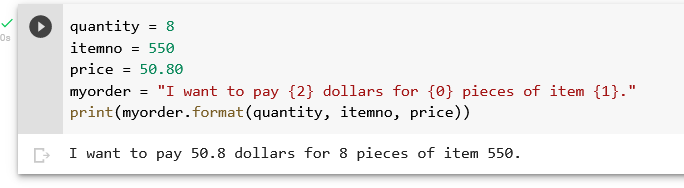 quantity = 8
itemno = 550
0s
price = 50.80
myorder = "I want to pay {2} dollars for {0} pieces of item {1}."
print(myorder.format(quantity, itemno, price))
I want to pay 50.8 dollars for 8 pieces of item 550.